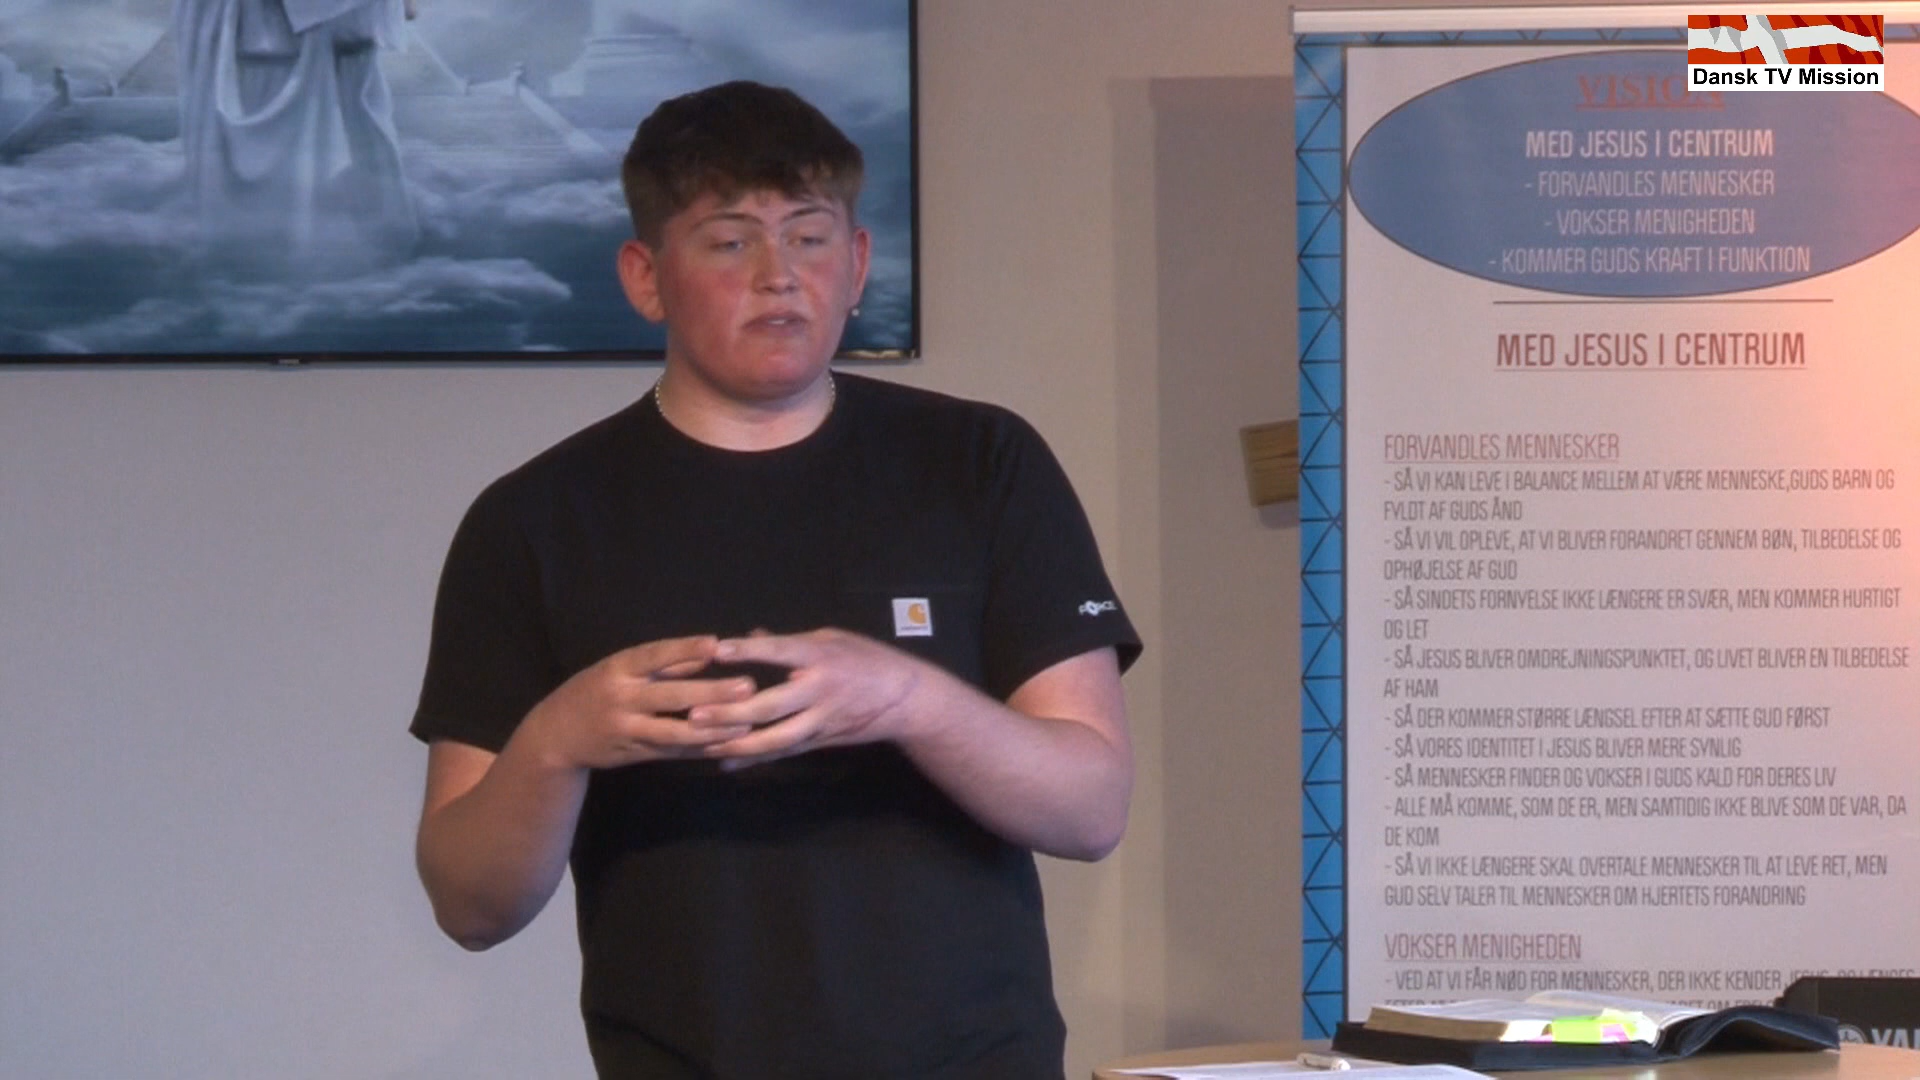 Dansk TV Mission
VISION
MED JESUS I CENTRUM
- FORVANDLES MENNESKER
- VOKSER MENIGHEDEN
- KOMMER GUDS KRAFT I FUNKTION
MED JESUS I CENTRUM
FORVANDLES MENNESKER
- SÅ VI KAN LEVE I BALANCE MELLEM AT VÆRE MENNESKE,GUDS BARN OG
FYLDT AF GUDS ÅND
- SÅ VI VIL OPLEVE, AT VI BLIVER FORANDRET GENNEM BØN, TILBEDELSE OG
OPHØJELSE AF GUD
- SÅ SINDETS FORNYELSE IKKE LÆNGERE ER SVÆR, MEN KOMMER HURTIGT
OG LET
- SÅ JESUS BLIVER OMDREJNINGSPUNKTET, OG LIVET BLIVER EN TILBEDELSE
AF HAM
- SÅ DER KOMMER STØRRE LÆNGSEL EFTER AT SÆTTE GUD FØRST
- SÅ VORES IDENTITET I JESUS BLIVER MERE SYNLIG
- SÅ MENNESKER FINDER OG VOKSER I GUDS KALD FOR DERES LIV
- ALLE MÅ KOMME, SOM DE ER, MEN SAMTIDIG IKKE BLIVE SOM DE VAR, DA
DE KOM
- SÅ VI IKKE LÆNGERE SKAL OVERTALE MENNESKER TIL AT LEVE RET, MEN
GUD SELV TALER TIL MENNESKER OM HJERTETS FORANDRING
VOKSER MENIGHEDEN
- VED AT VI FÅR NØD FOR MENNESKER, DER IKKE KENDER
FORCE
YA